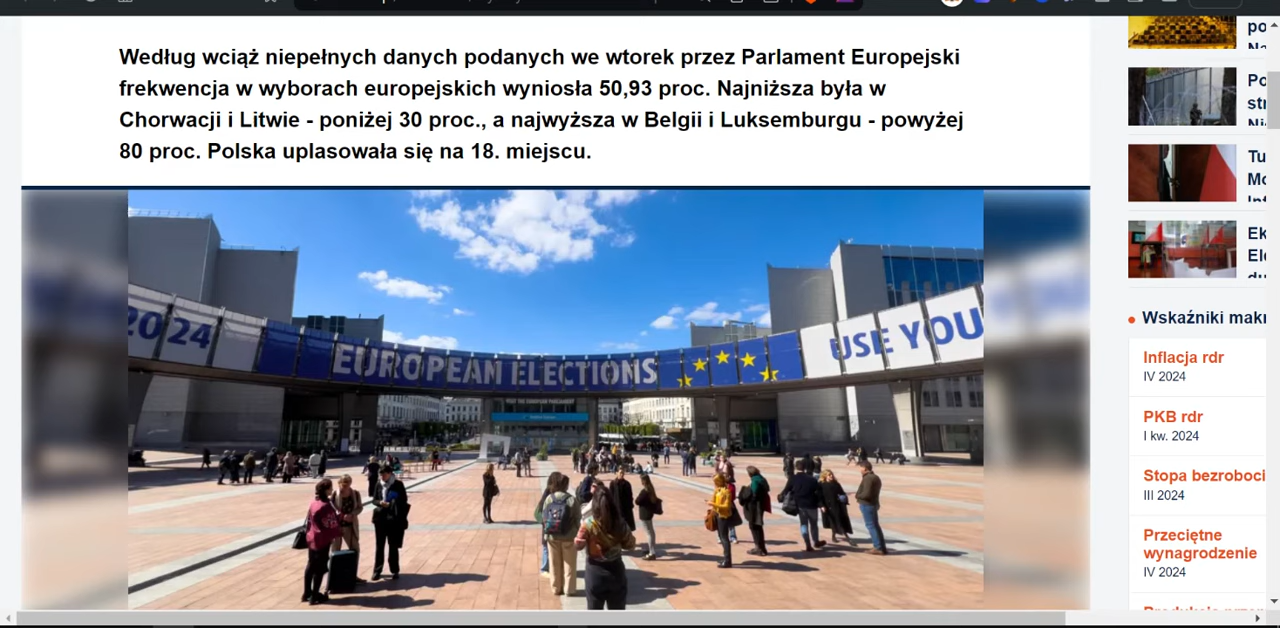 Według wciąż niepełnych danych podanych we wtorek przez Parlament Europejski
frekwencja w wyborach europejskich wyniosła 50,93 proc. Najniższa była w
Chorwacji i Litwie - poniżej 30 proc., a najwyższa w Belgii i Luksemburgu - powyżej
80 proc. Polska uplasowała się na 18. miejscu.
2024
EUROPEAN ELECTIONS
USE YOU
Po
Tu
Ek
Wskaźniki makr
Inflacja rdr
IV 2024
PKB rdr
I kw. 2024
Stopa bezroboci
III 2024
Przeciętne
wynagrodzenie
IV 2024